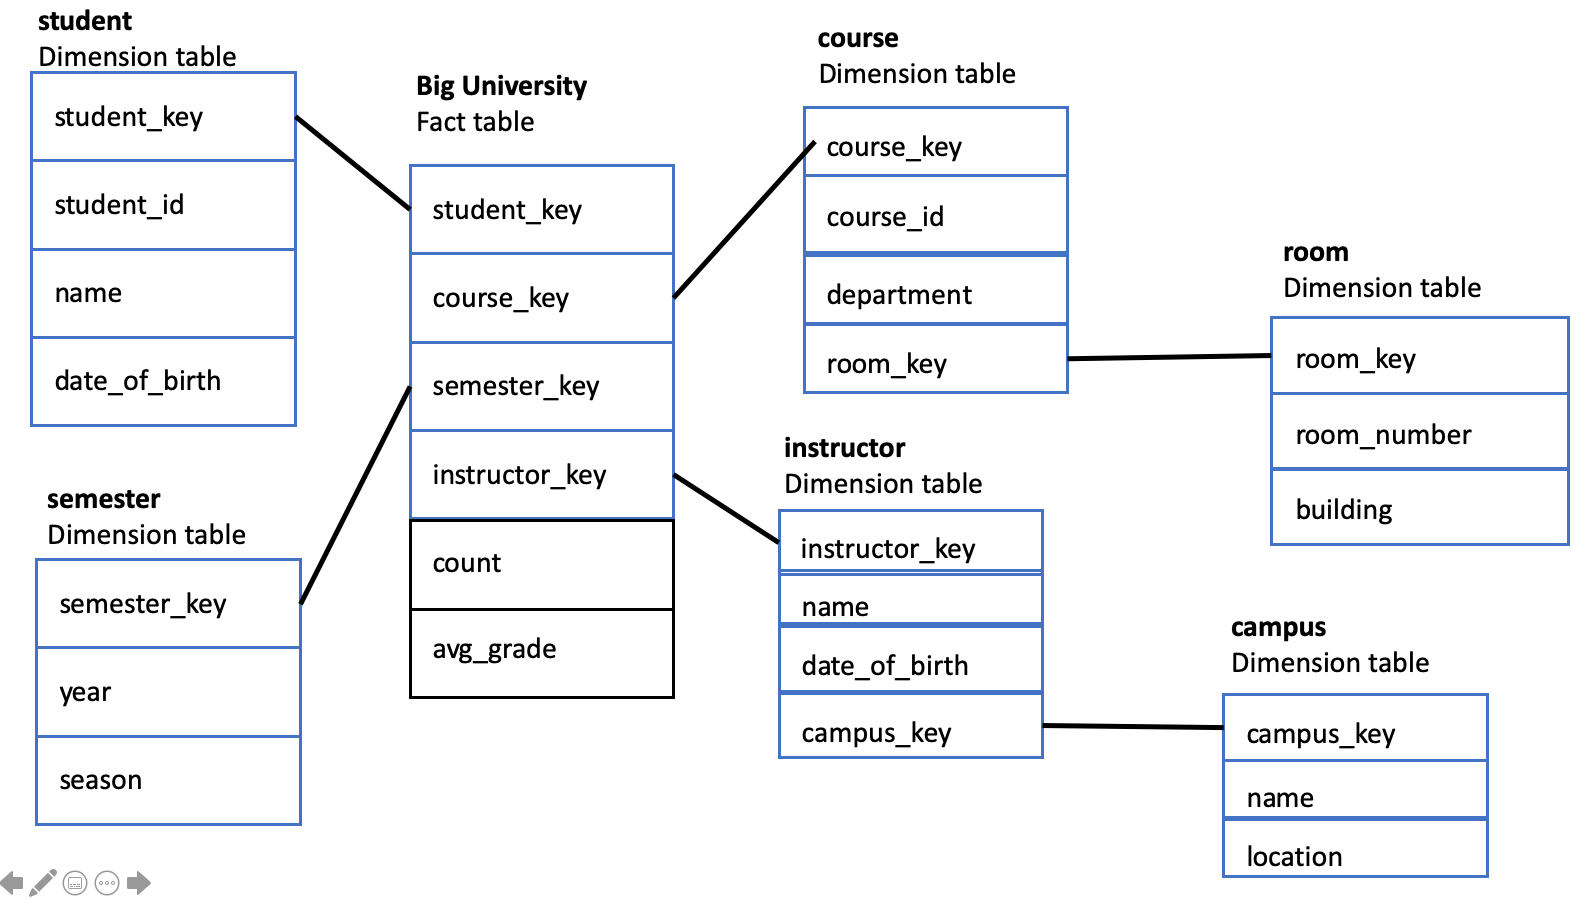 student
Dimension table
student_key
student_id
name
date_of_birth
semester
Dimension table
semester_key
year
season
Big University
Fact table
student_key
course_key
semester_key
instructor_key
count
avg_grade
course
Dimension table
course_key
course_id
department
room_key
instructor
Dimension table
instructor_key
name
date_of_birth
campus_key
room
Dimension table
room_key
room_number
building
campus
Dimension table
campus_key
name
location